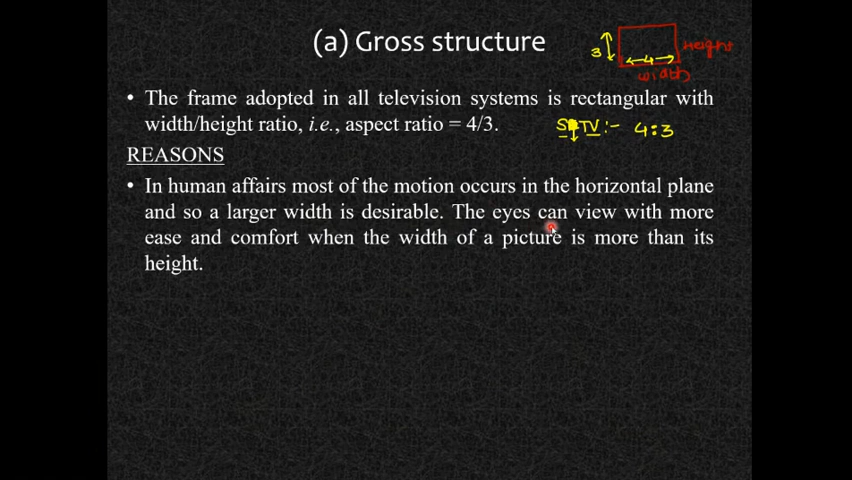 (a) Gross structure
3
4
Height
width
• The frame adopted in all television systems is rectangular with
width/height ratio, i.e., aspect ratio = 4/3.
TV :- 4:3
REASONS
• In human affairs most of the motion occurs in the horizontal plane
and so a larger width is desirable. The eyes can view with more
ease and comfort when the width of a picture is more than its
height.